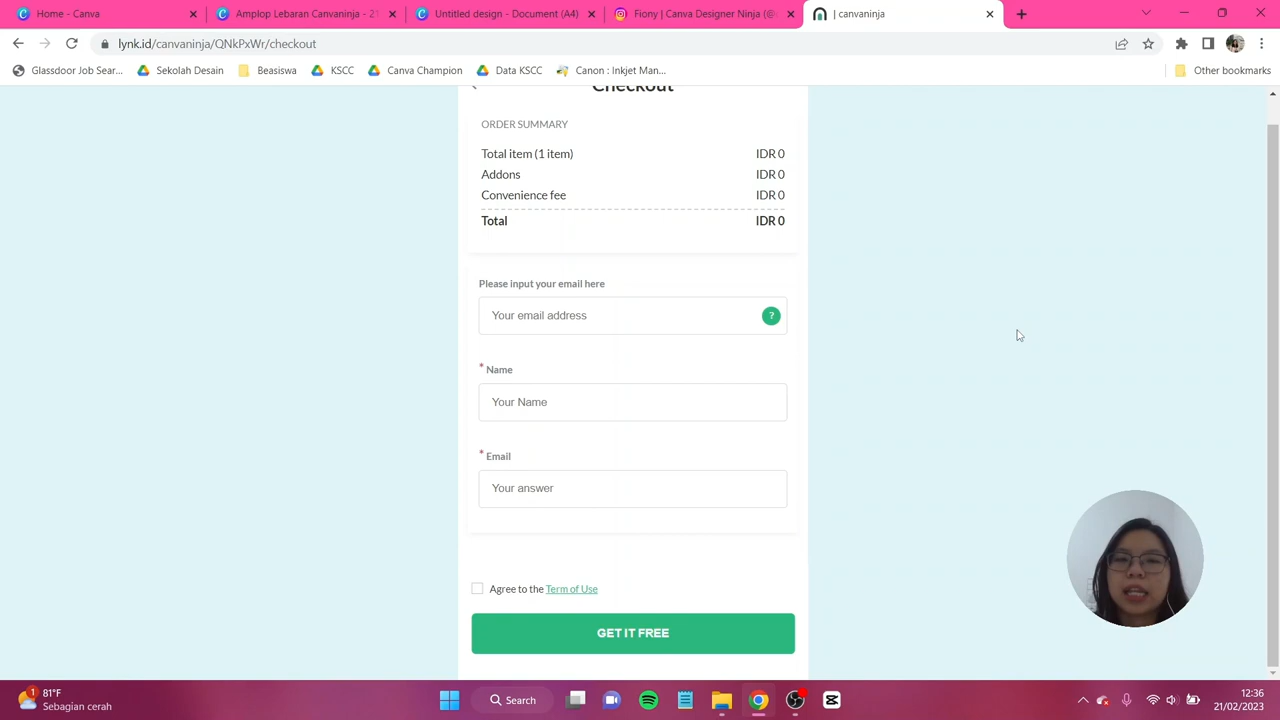 Home - Canva
Amplop Lebaran Canvaninja - 21
Untitled design - Document (A4)
Fiony | Canva Designer Ninja (@
| canvaninja
lynk.id/canvaninja/QNkPxWr/checkout
Glassdoor Job Sear...
Sekolah Desain
Beasiswa
KSCC
Canva Champion
Data KSCC
Canon : Inkjet Man...
Other bookmarks
Checkout
ORDER SUMMARY
Total item (1 item) IDR 0
Addons IDR 0
Convenience fee IDR 0
Total IDR 0
Please input your email here
Your email address ?
* Name
Your Name
* Email
Your answer
Agree to the Term of Use
GET IT FREE
1
81°F
Sebagian cerah
Search
12:36
21/02/2023